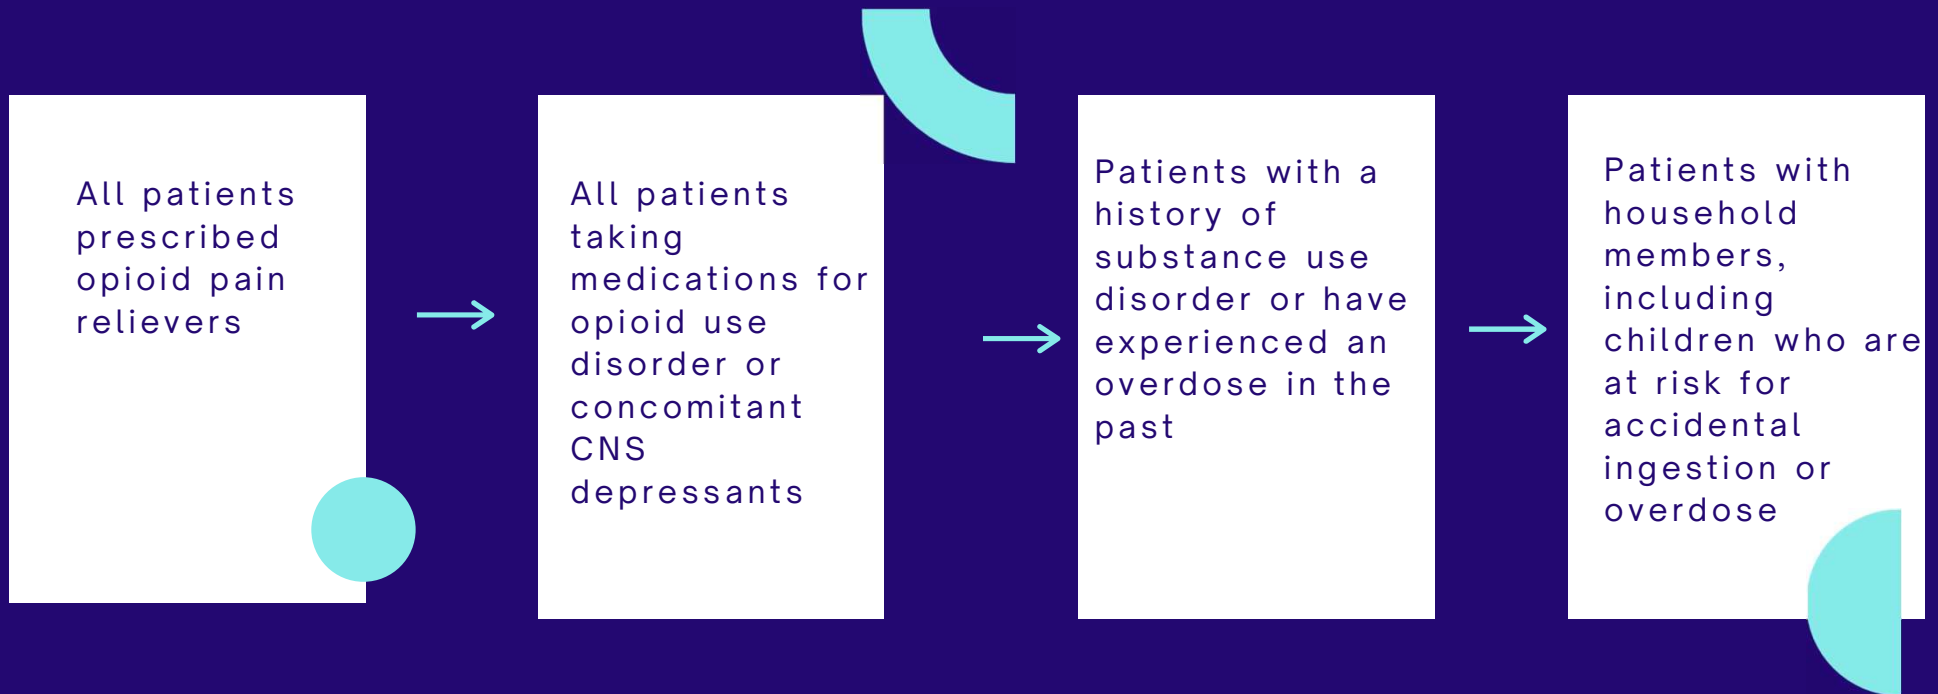 All patients
prescribed
opioid pain
relievers
All patients
taking
medications for
opioid use
disorder or
concomitant
CNS
depressants
Patients with a
history of
substance use
disorder or have
experienced an
overdose in the
past
Patients with
household
members,
including
children who are
at risk for
accidental
ingestion or
overdose